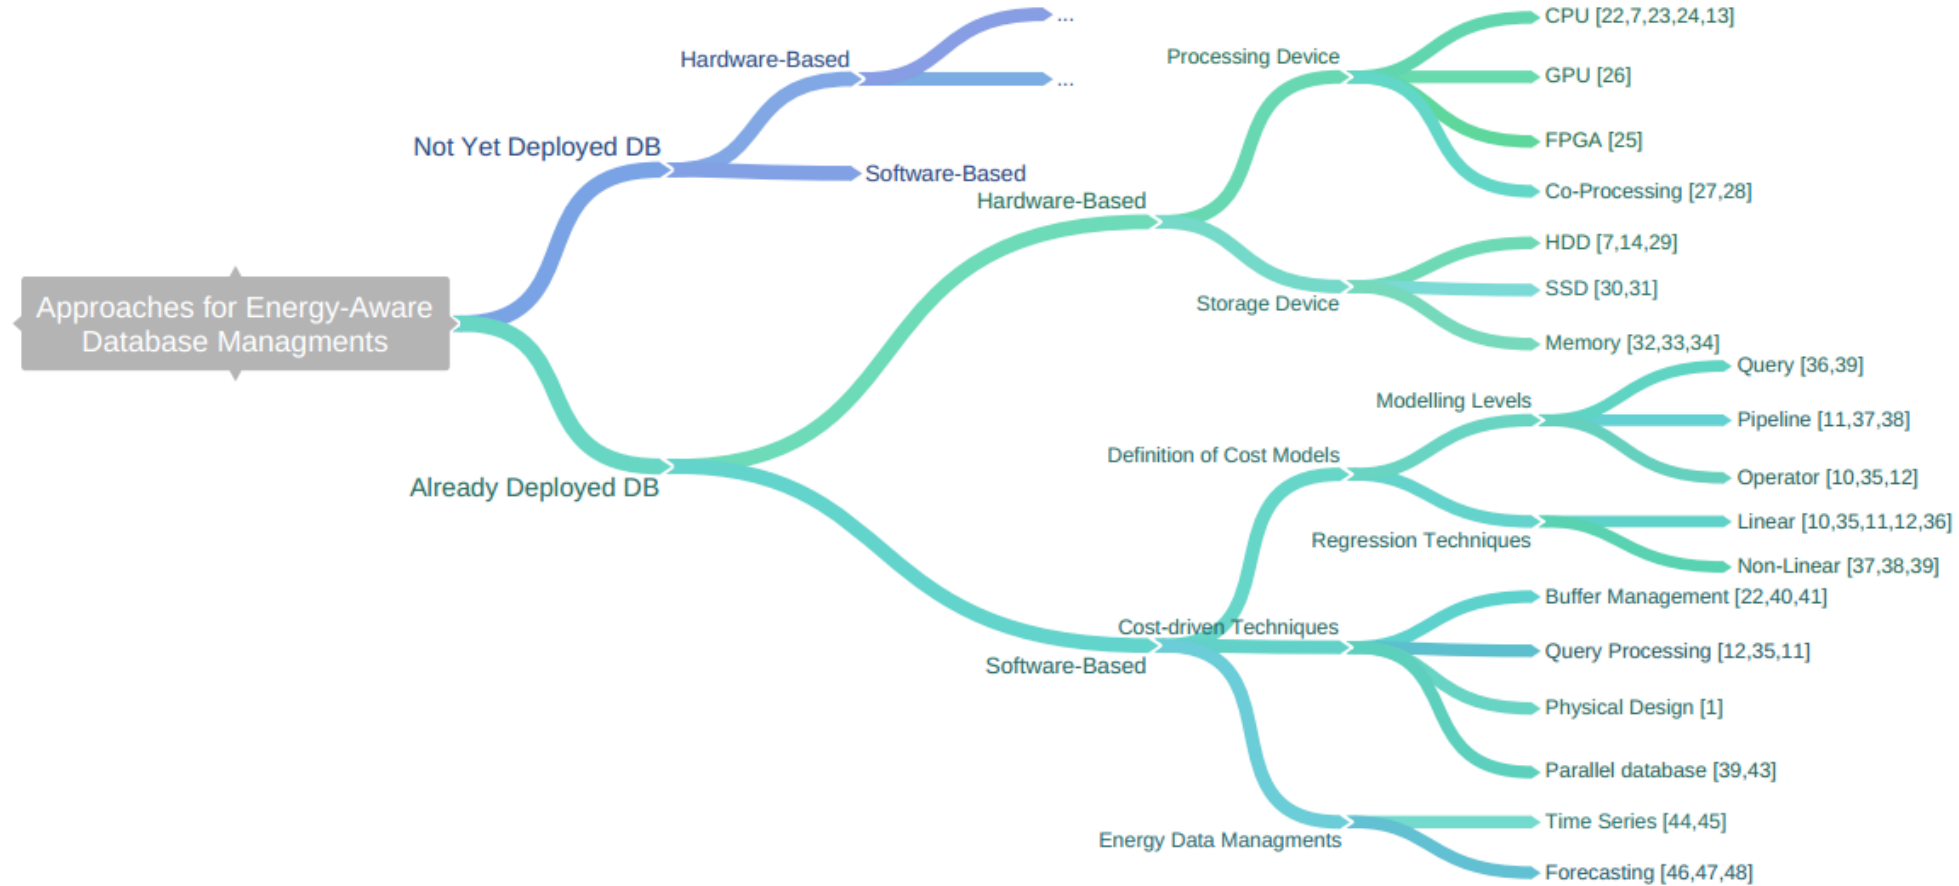 Approaches for Energy-Aware
Database Managments
Not Yet Deployed DB
Hardware-Based
...
...
Software-Based
Already Deployed DB
Hardware-Based
Processing Device
CPU [22,7,23,24,13]
GPU [26]
FPGA [25]
Co-Processing [27,28]
Storage Device
HDD [7,14,29]
SSD [30,31]
Memory [32,33,34]
Software-Based
Definition of Cost Models
Modelling Levels
Query [36,39]
Pipeline [11,37,38]
Operator [10,35,12]
Regression Techniques
Linear [10,35,11,12,36]
Non-Linear [37,38,39]
Cost-driven Techniques
Buffer Management [22,40,41]
Query Processing [12,35,11]
Physical Design [1]
Parallel database [39,43]
Energy Data Managments
Time Series [44,45]
Forecasting [46,47,48]